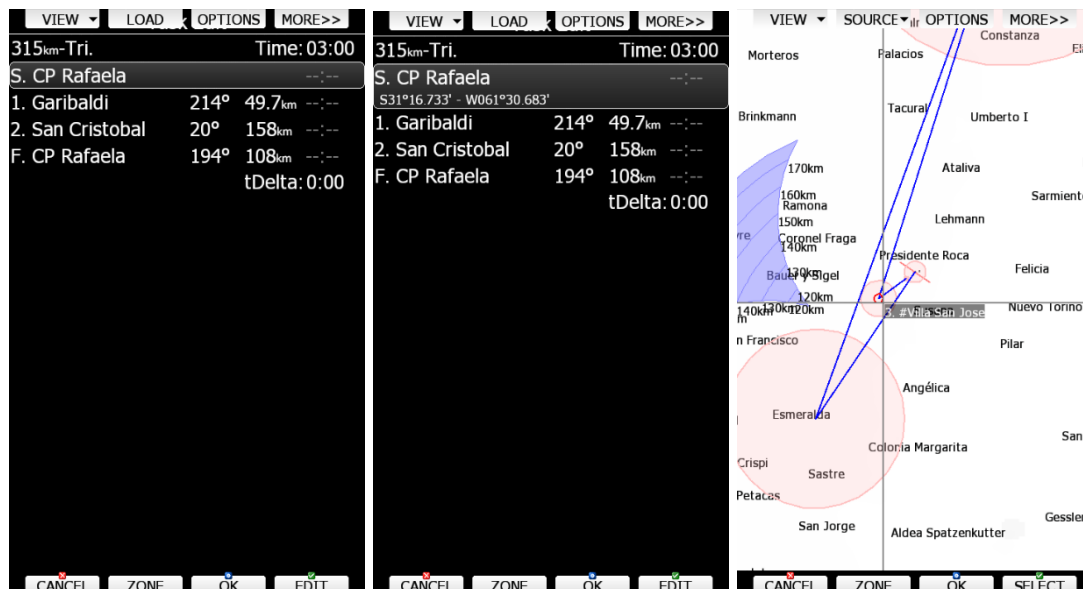 VIEW LOAD OPTIONS MORE>>
315km-Tri. Time: 03:00
S. CP Rafaela --:--
1. Garibaldi 214° 49.7km --:--
2. San Cristobal 20° 158km --:--
F. CP Rafaela 194° 108km --:--
tDelta: 0:00
CANCEL ZONE OK EDIT
VIEW LOAD OPTIONS MORE>>
315km-Tri. Time: 03:00
S. CP Rafaela --:--
S31°16.733' - W061°30.683'
1. Garibaldi 214° 49.7km --:--
2. San Cristobal 20° 158km --:--
F. CP Rafaela 194° 108km --:--
tDelta: 0:00
CANCEL ZONE OK EDIT
VIEW SOURCE OPTIONS MORE>>
Constanza
Morteros Palacios
Tacural
Brinkmann Umberto I
170km Ataliva
160km Sarmient
Ramona
150km Lehmann
Coronel Fraga
140km
Presidente Roca
130km Felicia
120km
130km 120km Nuevo Torino
3. #Villa San Jose
n Francisco Pilar
Angélica
Esmeralda
San
Colonia Margarita
Crispi
Sastre
Petacas
Gessler
San Jorge Aldea Spatzenkutter
CANCEL ZONE OK SELECT